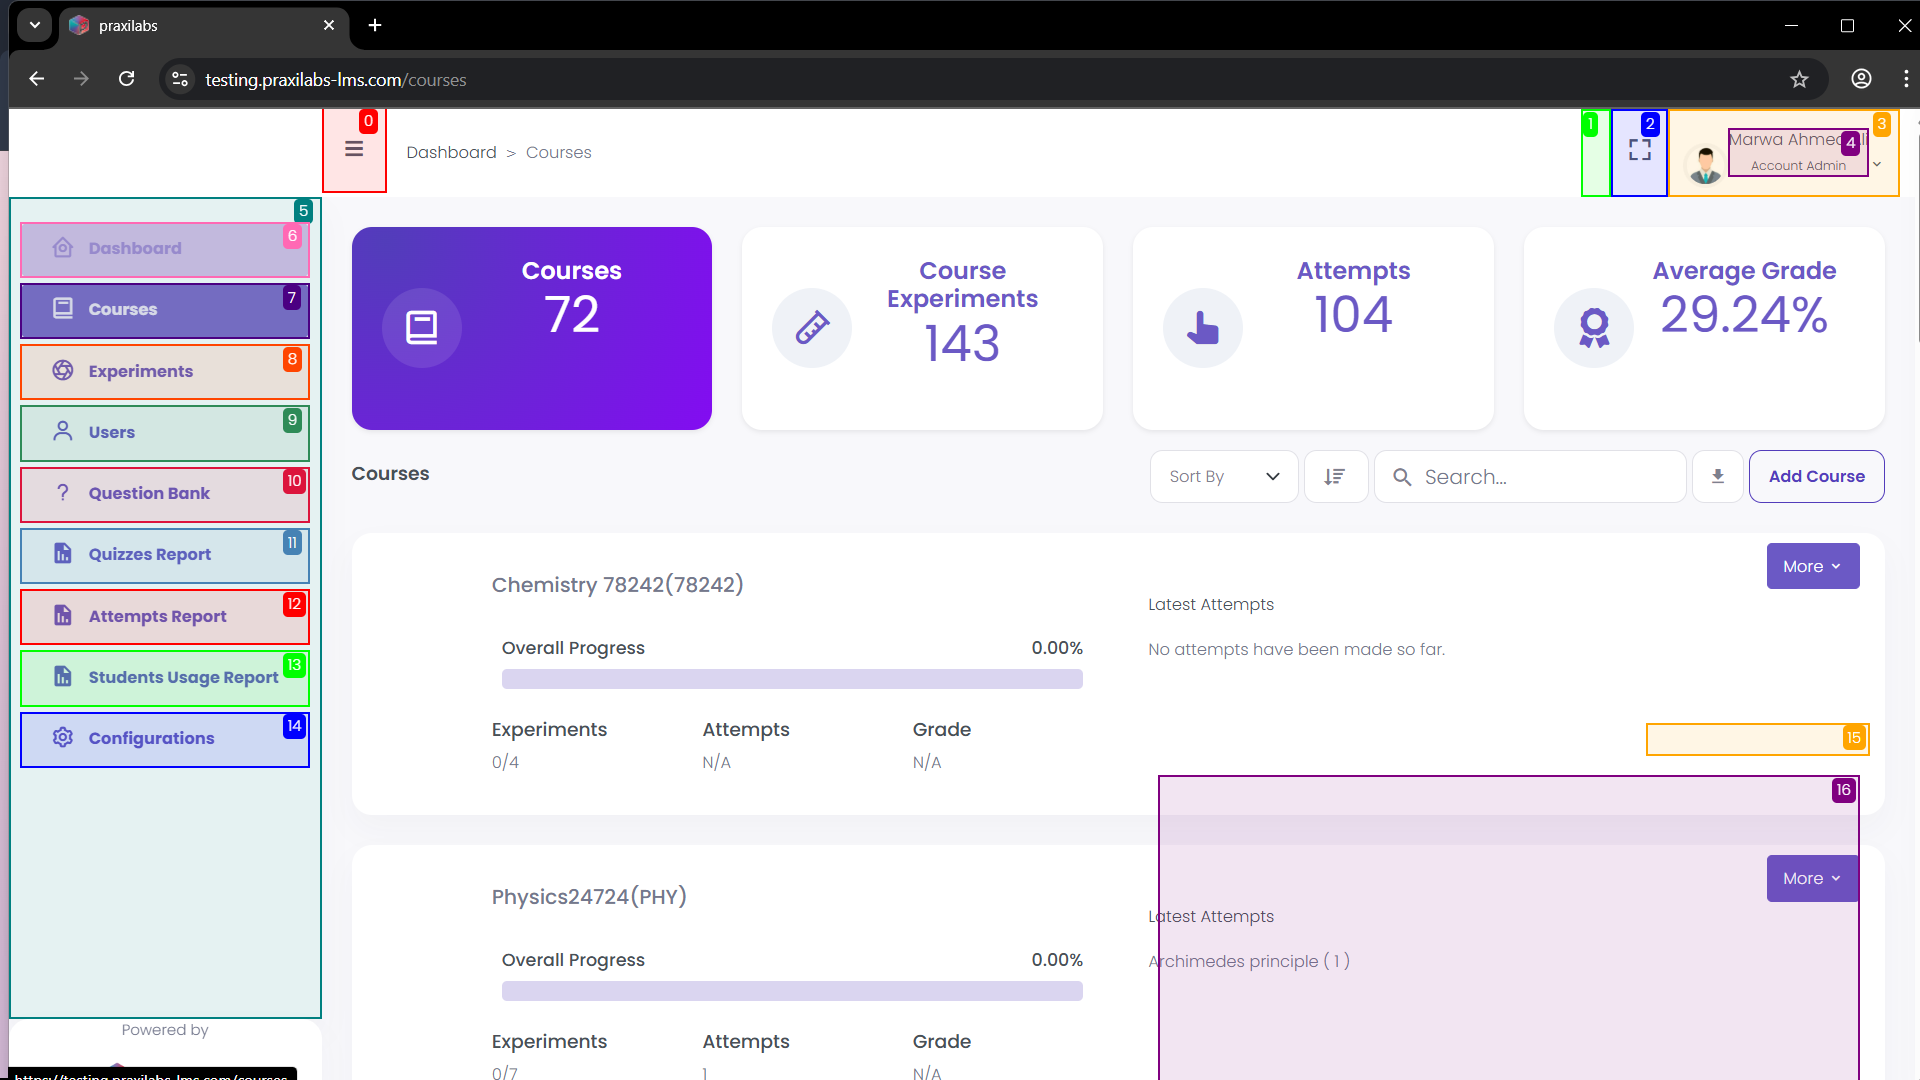 praxilabs
testing.praxilabs-lms.com/courses
0
Dashboard > Courses
1
2
3
4
Account Admin
5
6
Dashboard
7
Courses
8
Experiments
9
Users
10
Question Bank
11
Quizzes Report
12
Attempts Report
13
Students Usage Report
14
Configurations
Powered by
https://testing.praxilabs-lms.com/courses
Courses
72
Course
Experiments
143
Attempts
104
Average Grade
29.24%
Courses
Sort By
Search...
Add Course
Chemistry 78242(78242)
More
Latest Attempts
Overall Progress 0.00%
No attempts have been made so far.
Experiments Attempts Grade
15
0/4 N/A N/A
16
Physics24724(PHY)
More
Latest Attempts
Overall Progress 0.00%
Archimedes principle ( 1 )
Experiments Attempts Grade
0/7 1 N/A
Marwa